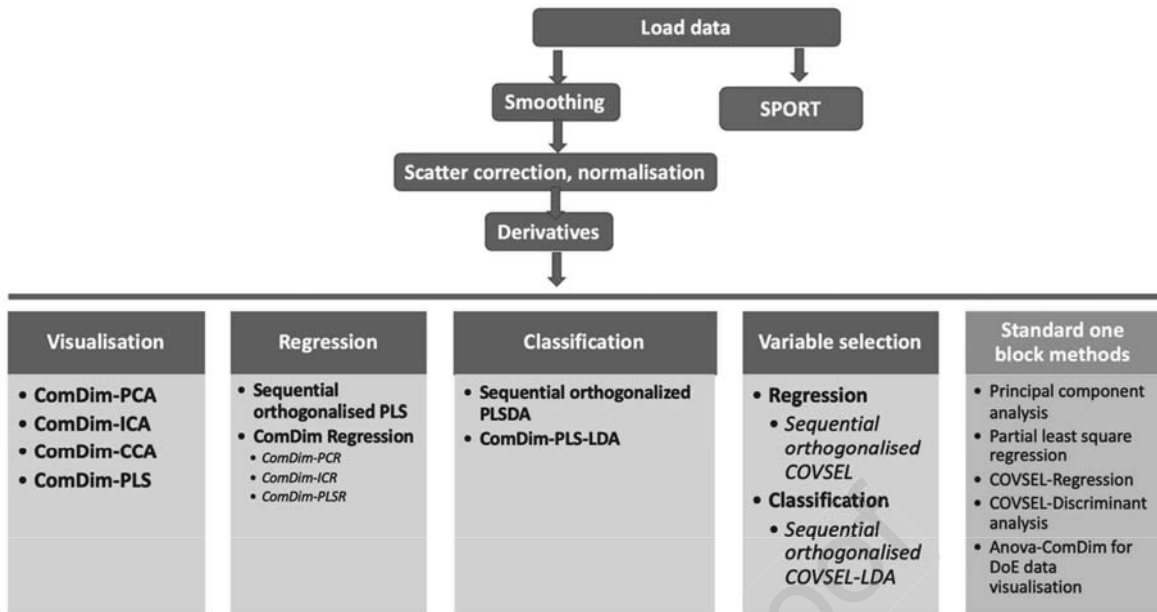 Load data
Smoothing
SPORT
Scatter correction, normalisation
Derivatives
Visualisation
• ComDim-PCA
• ComDim-ICA
• ComDim-CCA
• ComDim-PLS
Regression
• Sequential
orthogonalised PLS
• ComDim Regression
• ComDim-PCR
• ComDim-ICR
• ComDim-PLSR
Classification
• Sequential orthogonalized
PLSDA
• ComDim-PLS-LDA
Variable selection
• Regression
• Sequential
orthogonalised
COVSEL
• Classification
• Sequential
orthogonalised
COVSEL-LDA
Standard one
block methods
• Principal component
analysis
• Partial least square
regression
• COVSEL-Regression
• COVSEL-Discriminant
analysis
• Anova-ComDim for
DoE data
visualisation